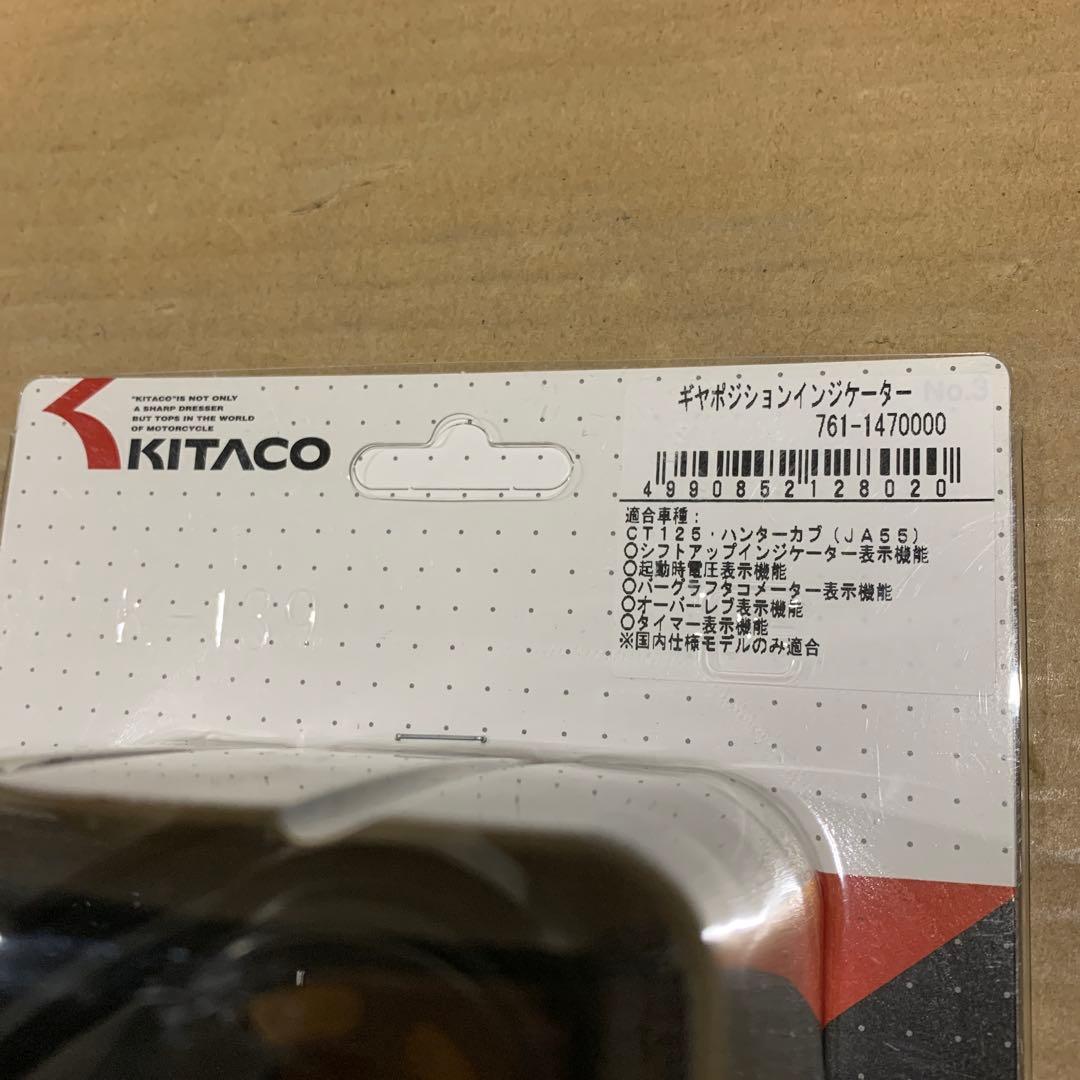 "KITACO"IS NOT ONLY
A SHARP DRESSER
BUT TOPS IN THE WORLD
OF MOTORCYCLE
KITACO
No.3
ギヤポジションインジケーター
761-1470000
4990852128020
適合車種：
ＣＴ１２５・ハンターカブ（ＪＡ５５）
○シフトアップインジケーター表示機能
○起動時電圧表示機能
○バーグラフタコメーター表示機能
○オーバーレブ表示機能
○タイマー表示機能
※国内仕様モデルのみ適合
K-139